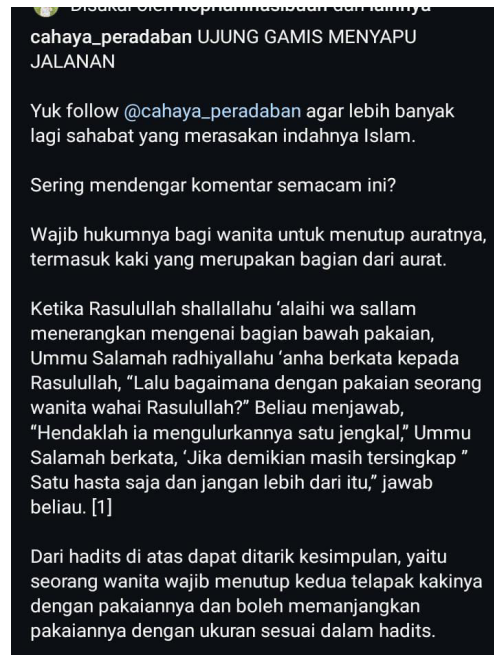 Disukai oleh nopriannasibuan dan lainnya
cahaya_peradaban UJUNG GAMIS MENYAPU
JALANAN
Yuk follow @cahaya_peradaban agar lebih banyak
lagi sahabat yang merasakan indahnya Islam.
Sering mendengar komentar semacam ini?
Wajib hukumnya bagi wanita untuk menutup auratnya,
termasuk kaki yang merupakan bagian dari aurat.
Ketika Rasulullah shallallahu ‘alaihi wa sallam
menerangkan mengenai bagian bawah pakaian,
Ummu Salamah radhiyallahu ‘anha berkata kepada
Rasulullah, “Lalu bagaimana dengan pakaian seorang
wanita wahai Rasulullah?” Beliau menjawab,
“Hendaklah ia mengulurkannya satu jengkal,” Ummu
Salamah berkata, ‘Jika demikian masih tersingkap ”
Satu hasta saja dan jangan lebih dari itu,” jawab
beliau. [1]
Dari hadits di atas dapat ditarik kesimpulan, yaitu
seorang wanita wajib menutup kedua telapak kakinya
dengan pakaiannya dan boleh memanjangkan
pakaiannya dengan ukuran sesuai dalam hadits.